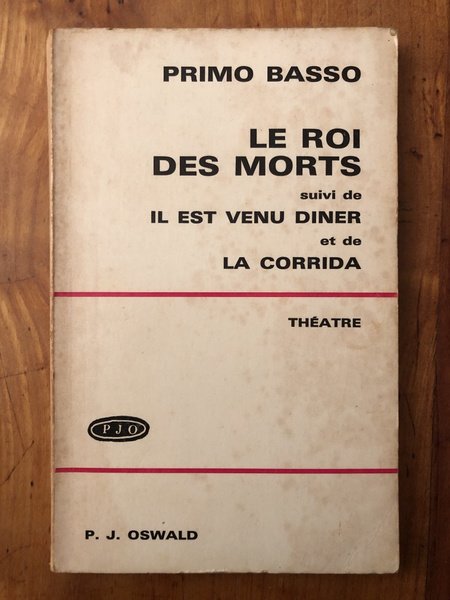 PRIMO BASSO
LE ROI
DES MORTS
suivi de
IL EST VENU DINER
et de
LA CORRIDA
THÉATRE
PJO
P. J. OSWALD